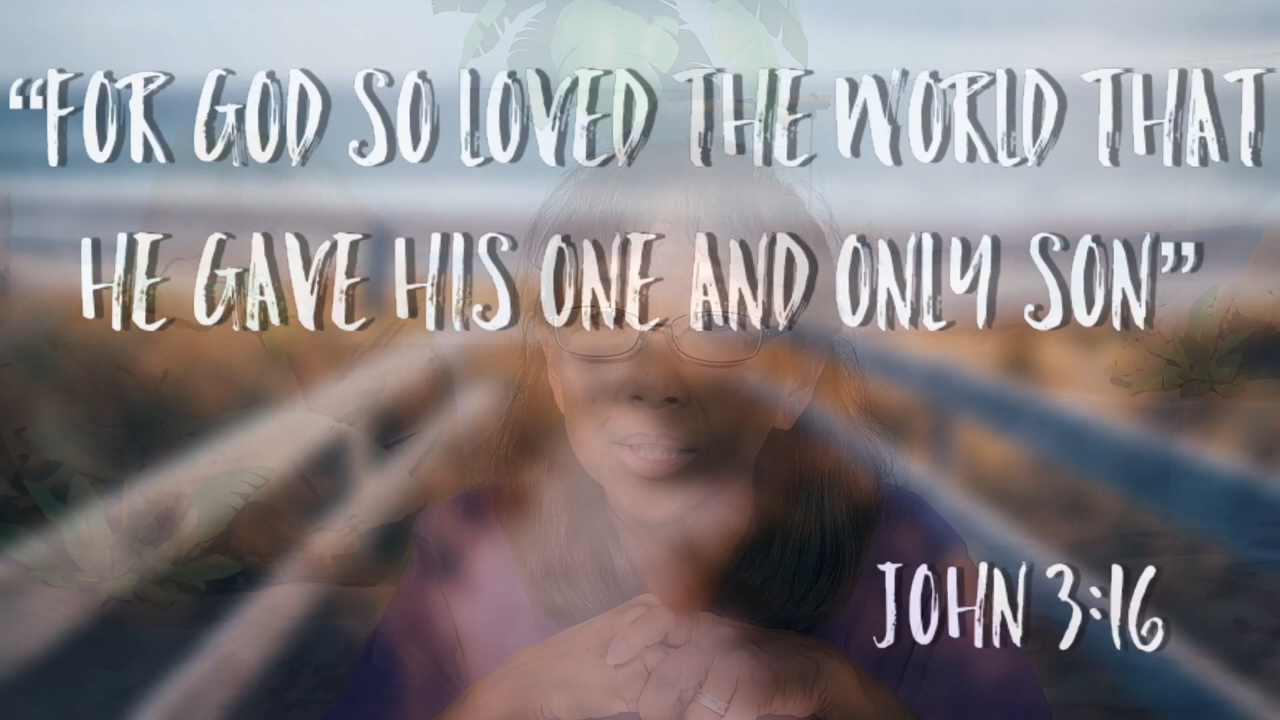 “FOR GOD SO LOVED THE WORLD THAT
HE GAVE HIS ONE AND ONLY SON”
JOHN 3:16